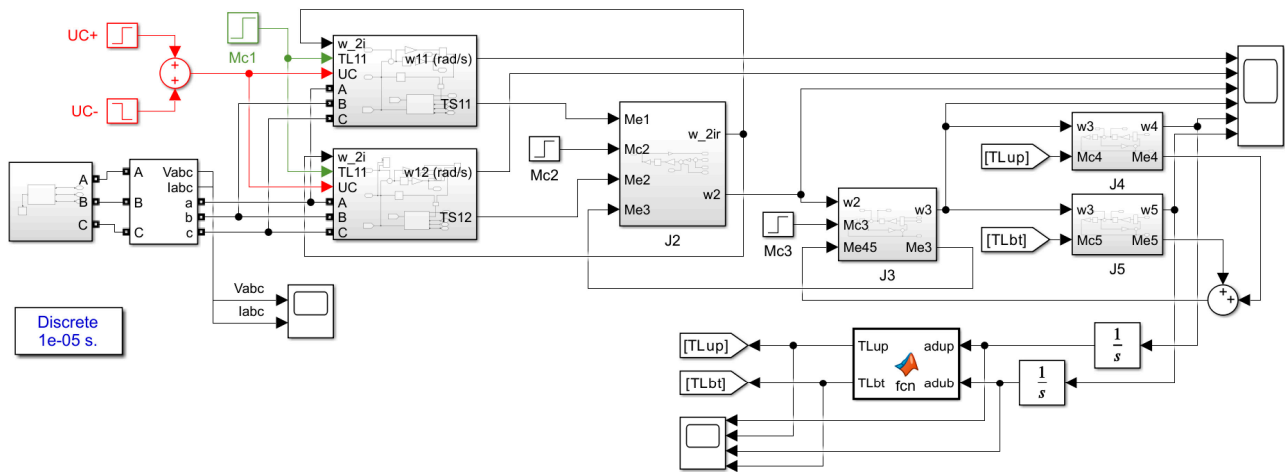 UC+
UC-
+
+
Mc1
w_2i
TL11
UC
A
B
C
w11 (rad/s)
TS11
w_2i
TL11
UC
A
B
C
w12 (rad/s)
TS12
A
B
C
A
B
C
Vabc
Iabc
a
b
c
Vabc
Iabc
Discrete
1e-05 s.
Mc2
Me1
Mc2
Me2
Me3
w_2ir
w2
J2
Mc3
w2
Mc3
Me45
w3
Me3
J3
[TLup]
w3
Mc4
w4
Me4
J4
[TLbt]
w3
Mc5
w5
Me5
J5
+
+
[TLup]
[TLbt]
TLup
TLbt
adup
adub
fcn
1
s
1
s